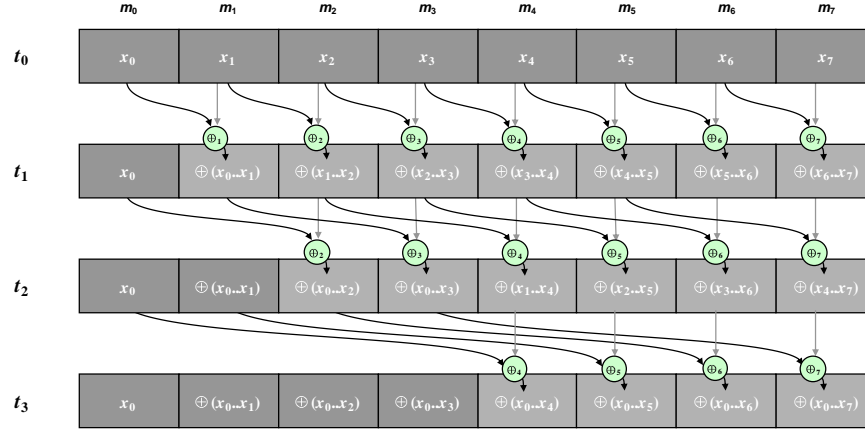 m₀ m₁ m₂ m₃ m₄ m₅ m₆ m₇
t₀ x₀ x₁ x₂ x₃ x₄ x₅ x₆ x₇
⊕₁ ⊕₂ ⊕₃ ⊕₄ ⊕₅ ⊕₆ ⊕₇
t₁ x₀ ⊕(x₀..x₁) ⊕(x₁..x₂) ⊕(x₂..x₃) ⊕(x₃..x₄) ⊕(x₄..x₅) ⊕(x₅..x₆) ⊕(x₆..x₇)
⊕₂ ⊕₃ ⊕₄ ⊕₅ ⊕₆ ⊕₇
t₂ x₀ ⊕(x₀..x₁) ⊕(x₀..x₂) ⊕(x₀..x₃) ⊕(x₁..x₄) ⊕(x₂..x₅) ⊕(x₃..x₆) ⊕(x₄..x₇)
⊕₄ ⊕₅ ⊕₆ ⊕₇
t₃ x₀ ⊕(x₀..x₁) ⊕(x₀..x₂) ⊕(x₀..x₃) ⊕(x₀..x₄) ⊕(x₀..x₅) ⊕(x₀..x₆) ⊕(x₀..x₇)